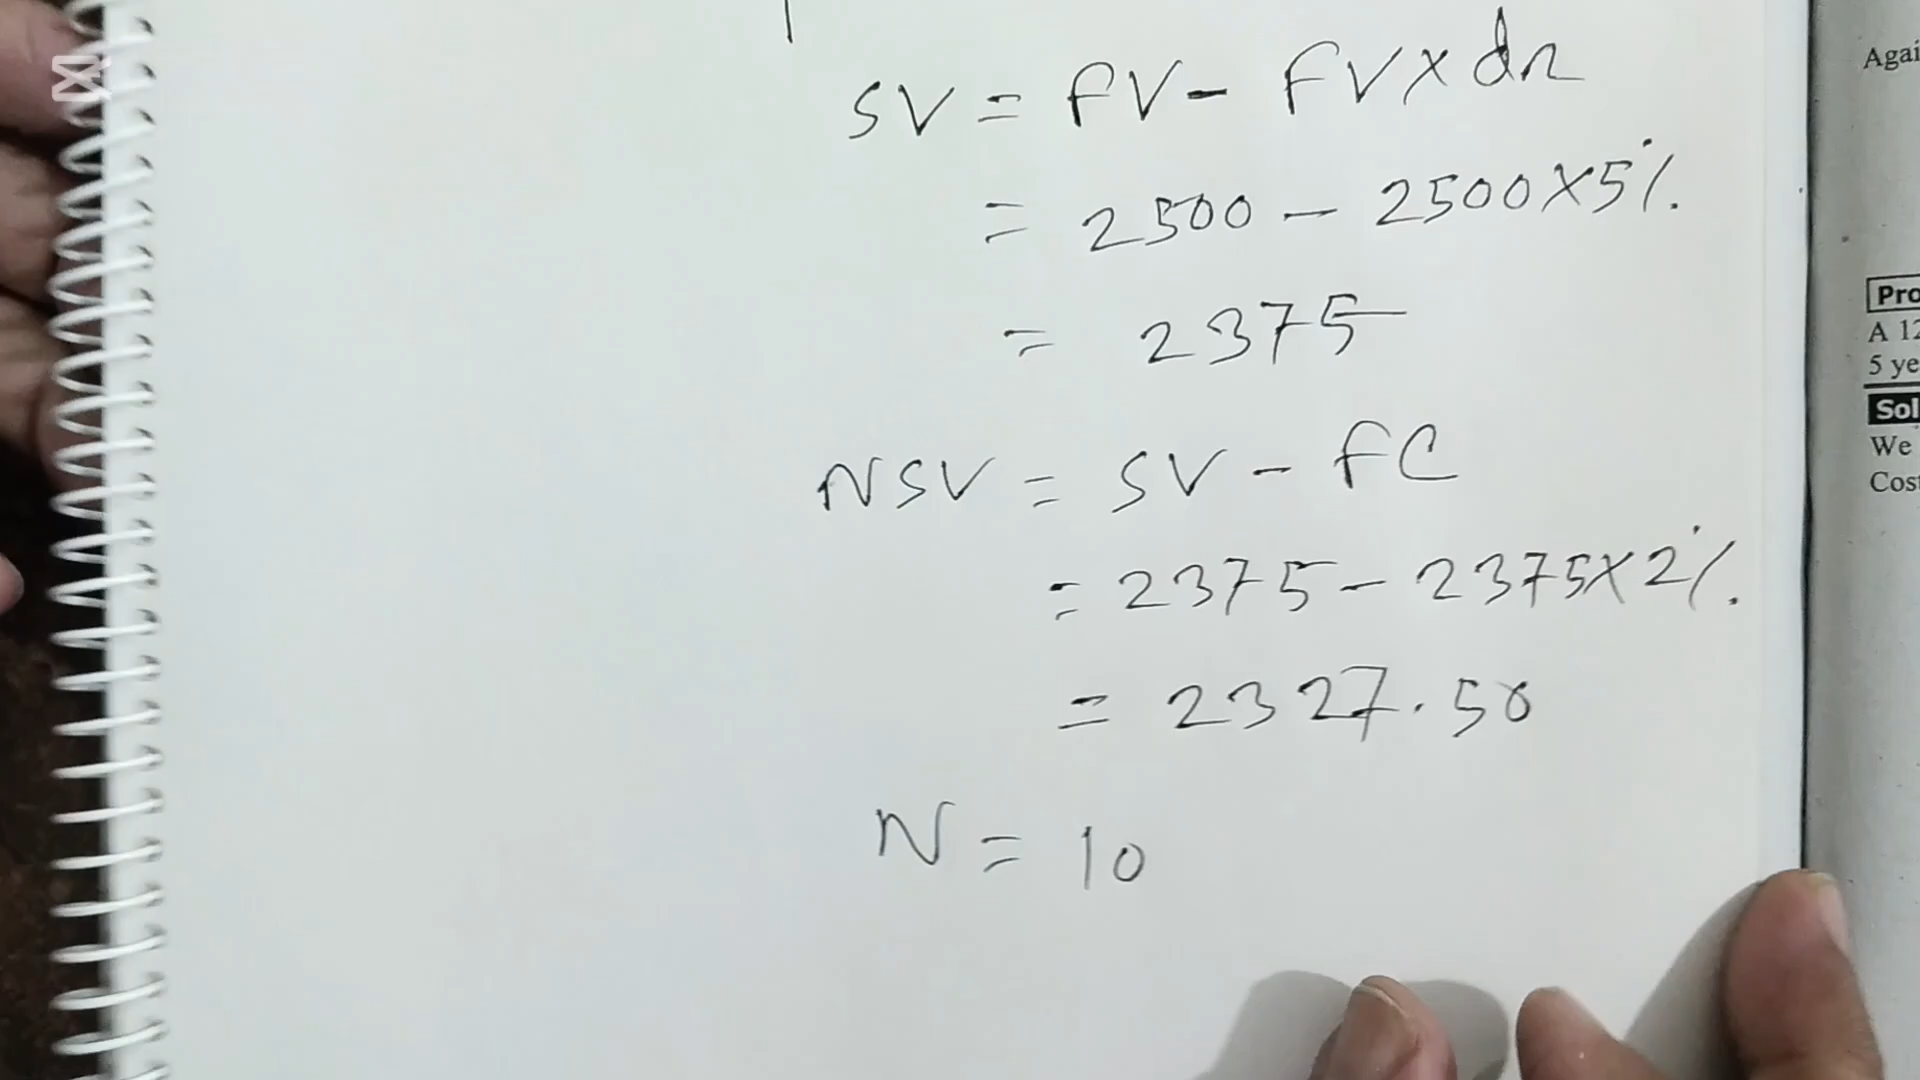 SV = FV - FV X dr
= 2500 - 2500 X 5%
= 2375
NSV = SV - FC
= 2375 - 2375 X 2%
= 2327.50
N = 10
Agai
Pro
A 12
5 ye
Sol
We
Cost